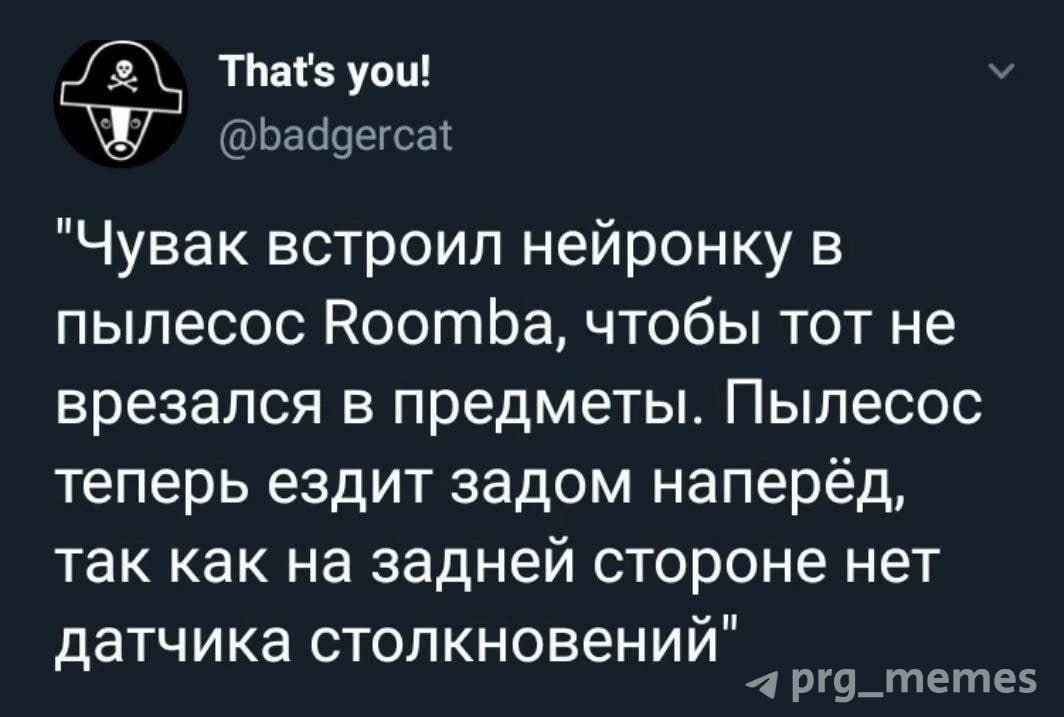 That's you!
@badgercat
"Чувак встроил нейронку в
пылесос Roomba, чтобы тот не
врезался в предметы. Пылесос
теперь ездит задом наперёд,
так как на задней стороне нет
датчика столкновений"
prg_memes